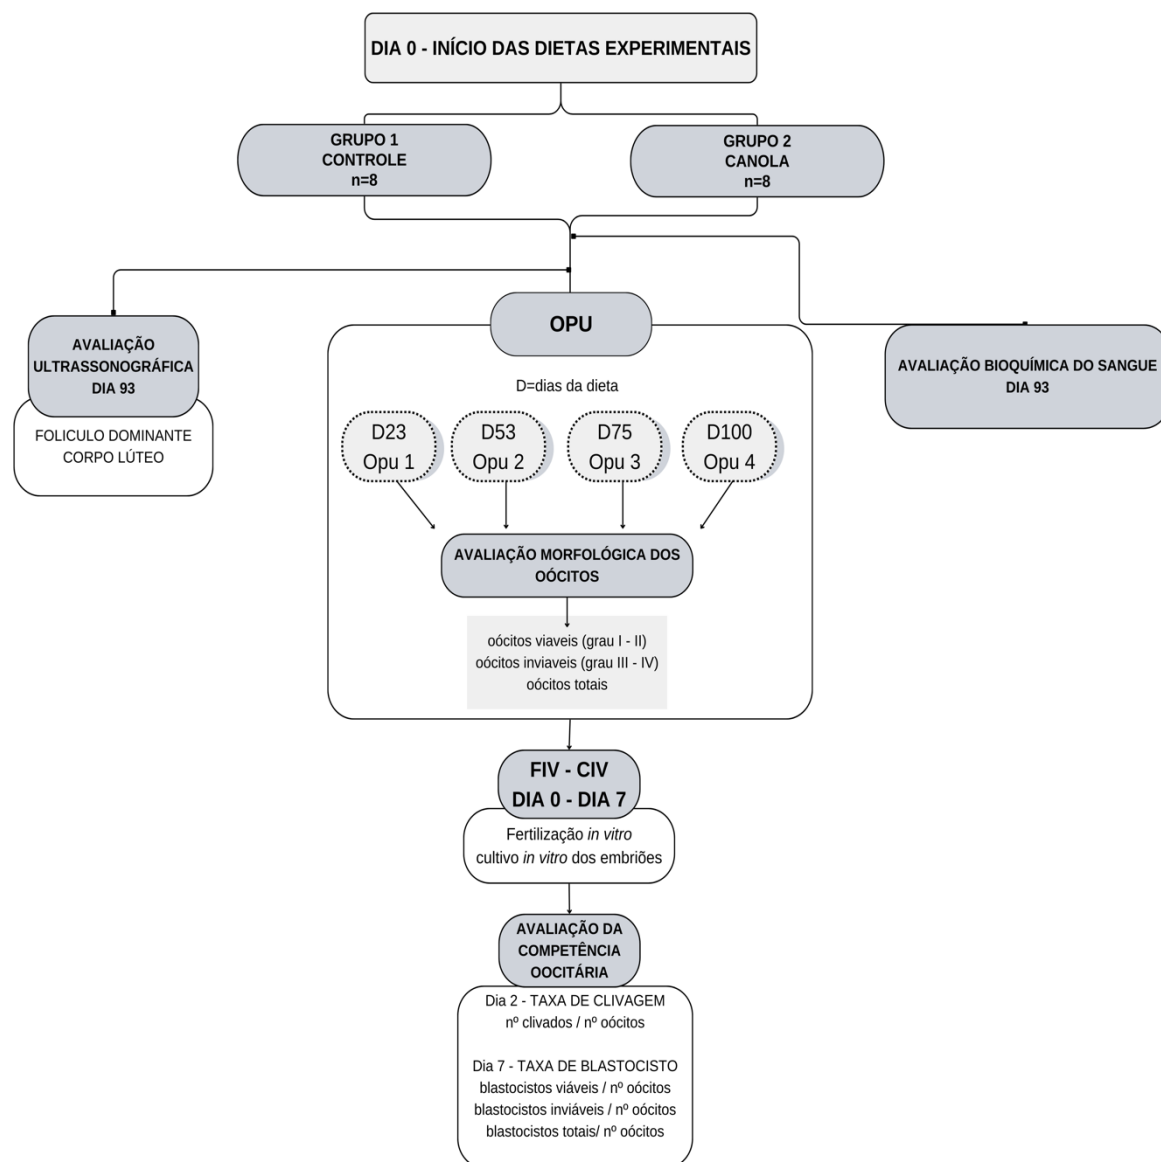 DIA 0 - INÍCIO DAS DIETAS EXPERIMENTAIS
GRUPO 1
CONTROLE
n=8
GRUPO 2
CANOLA
n=8
AVALIAÇÃO
ULTRASSONOGRÁFICA
DIA 93
FOLICULO DOMINANTE
CORPO LÚTEO
OPU
D=dias da dieta
D23
Opu 1
D53
Opu 2
D75
Opu 3
D100
Opu 4
AVALIAÇÃO MORFOLÓGICA DOS
OÓCITOS
oócitos viaveis (grau I - II)
oócitos inviaveis (grau III - IV)
oócitos totais
AVALIAÇÃO BIOQUÍMICA DO SANGUE
DIA 93
FIV - CIV
DIA 0 - DIA 7
Fertilização in vitro
cultivo in vitro dos embriões
AVALIAÇÃO DA
COMPETÊNCIA
OOCITÁRIA
Dia 2 - TAXA DE CLIVAGEM
nº clivados / nº oócitos
Dia 7 - TAXA DE BLASTOCISTO
blastocistos viáveis / nº oócitos
blastocistos inviáveis / nº oócitos
blastocistos totais/ nº oócitos